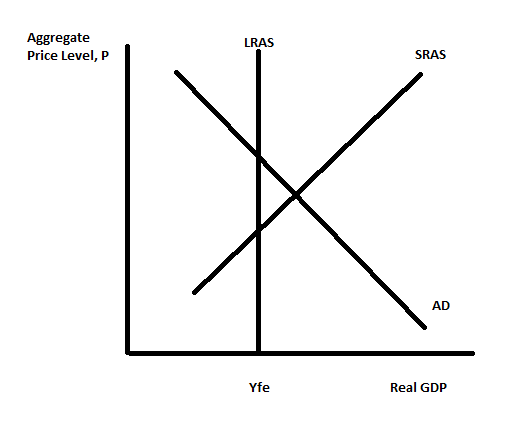 Aggregate
Price Level, P
LRAS
SRAS
AD
Yfe
Real GDP